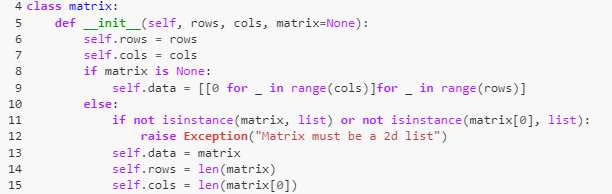 4 class matrix:
5     def __init__(self, rows, cols, matrix=None):
6         self.rows = rows
7         self.cols = cols
8         if matrix is None:
9             self.data = [[0 for _ in range(cols)]for _ in range(rows)]
10         else:
11             if not isinstance(matrix, list) or not isinstance(matrix[0], list):
12                 raise Exception("Matrix must be a 2d list")
13             self.data = matrix
14             self.rows = len(matrix)
15             self.cols = len(matrix[0])